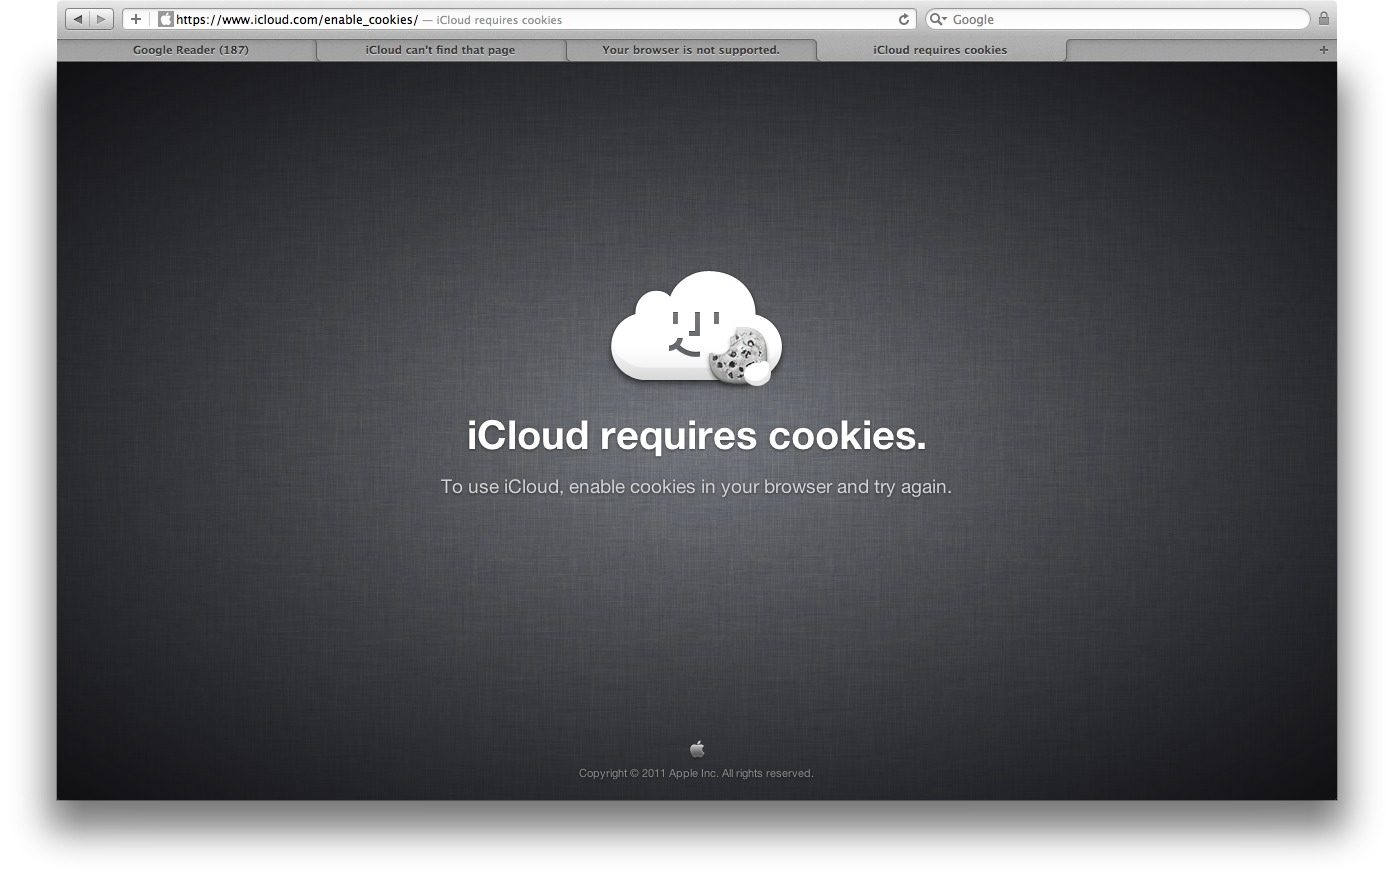 https://www.icloud.com/enable_cookies/ — iCloud requires cookies
Google
Google Reader (187)
iCloud can't find that page
Your browser is not supported.
iCloud requires cookies
iCloud requires cookies.
To use iCloud, enable cookies in your browser and try again.
Copyright © 2011 Apple Inc. All rights reserved.